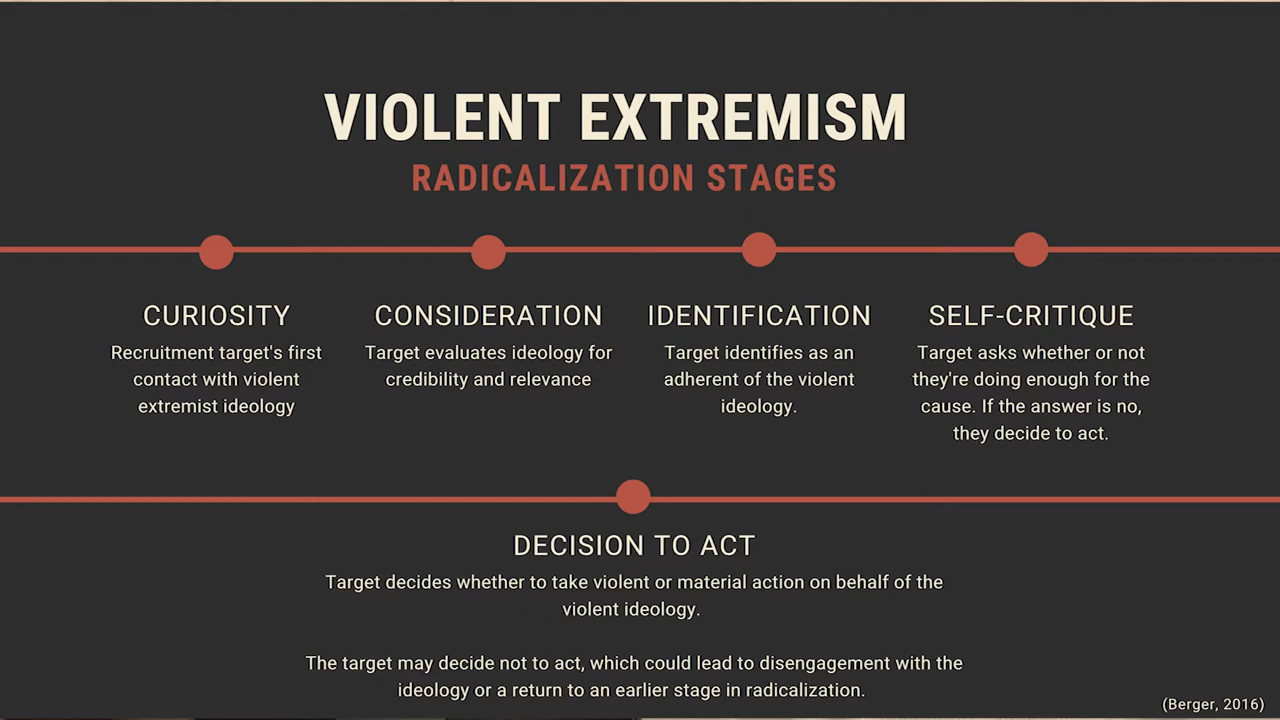 VIOLENT EXTREMISM
RADICALIZATION STAGES
CURIOSITY
Recruitment target's first
contact with violent
extremist ideology
CONSIDERATION
Target evaluates ideology for
credibility and relevance
IDENTIFICATION
Target identifies as an
adherent of the violent
ideology.
SELF-CRITIQUE
Target asks whether or not
they're doing enough for the
cause. If the answer is no,
they decide to act.
DECISION TO ACT
Target decides whether to take violent or material action on behalf of the
violent ideology.
The target may decide not to act, which could lead to disengagement with the
ideology or a return to an earlier stage in radicalization.
(Berger, 2016)